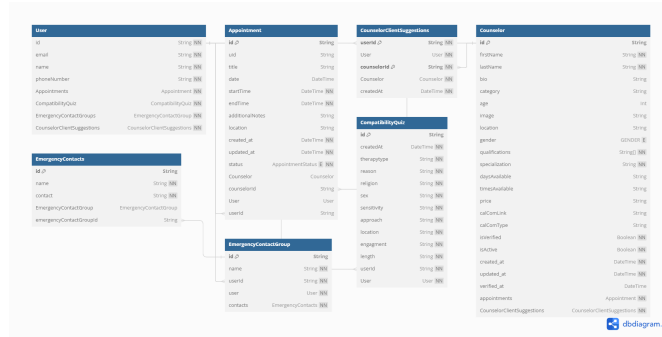 User
id String NN
email String NN
name String NN
phoneNumber String NN
Appointments Appointment NN
CompatibilityQuiz CompatibilityQuiz NN
EmergencyContactGroups EmergencyContactGroup NN
CounselorClientSuggestions CounselorClientSuggestions NN
EmergencyContacts
id String
name String NN
contact String NN
EmergencyContactGroup EmergencyContactGroup
emergencyContactGroupId String
Appointment
id String
uid String
title String
date DateTime
startTime DateTime NN
endTime DateTime NN
additionalNotes String
location String
created_at DateTime NN
updated_at DateTime NN
status AppointmentStatus E NN
Counselor Counselor
counselorId String
User User
userId String
EmergencyContactGroup
id String
name String NN
userId String NN
user User NN
contacts EmergencyContacts NN
CounselorClientSuggestions
userId String NN
User User NN
counselorId String NN
Counselor Counselor NN
createdAt DateTime NN
CompatibilityQuiz
id String
createdAt DateTime NN
therapytype String NN
reason String NN
religion String NN
sex String NN
sensitivity String NN
approach String NN
location String NN
engagment String NN
length String NN
userId String NN
User User NN
Counselor
id String
firstName String NN
lastName String NN
bio String
category String
age Int
image String
location String
gender GENDER E
qualifications String[] NN
specialization String NN
daysAvailable String
timesAvailable String
price String
calComLink String
calComType String
isVerified Boolean NN
isActive Boolean NN
created_at DateTime
updated_at DateTime NN
verified_at DateTime
appointments Appointment NN
CounselorClientSuggestions CounselorClientSuggestions NN
dbdiagram.